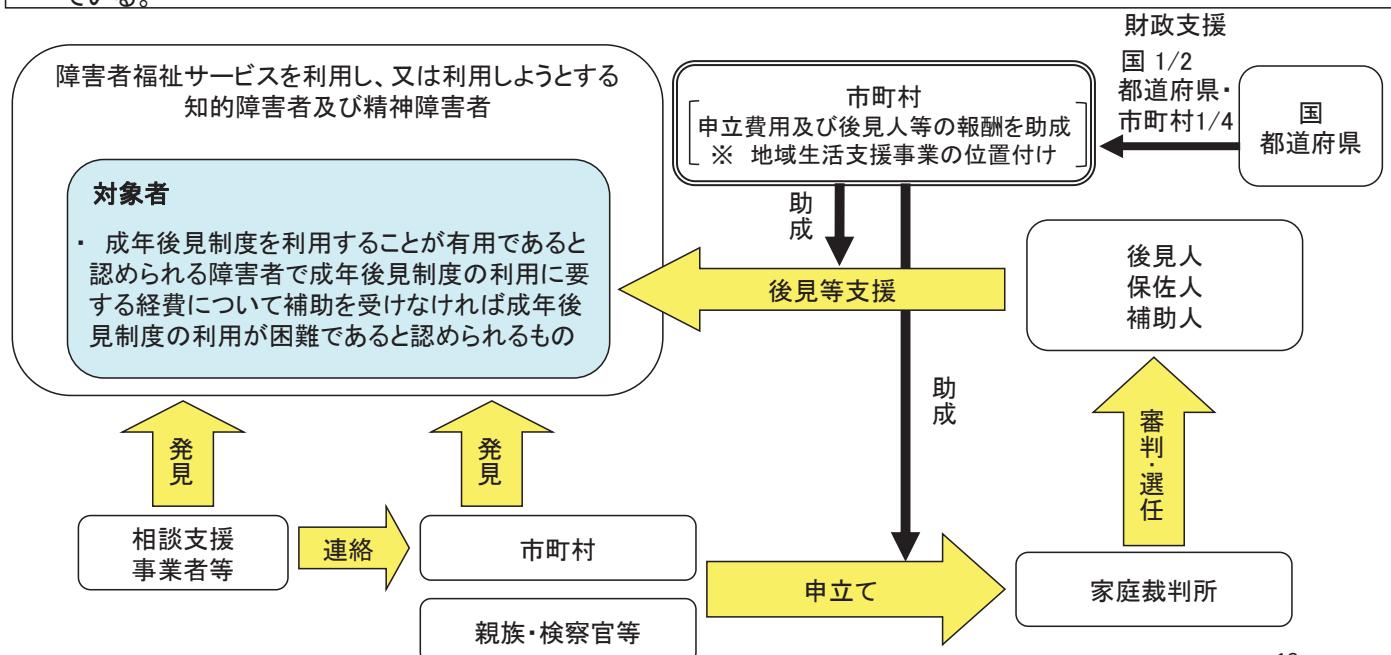 ている。
財政支援
国 1/2
都道府県・
市町村1/4
国
都道府県
障害者福祉サービスを利用し、又は利用しようとする
知的障害者及び精神障害者
対象者
・ 成年後見制度を利用することが有用であると
認められる障害者で成年後見制度の利用に要
する経費について補助を受けなければ成年後
見制度の利用が困難であると認められるもの
市町村
申立費用及び後見人等の報酬を助成
※ 地域生活支援事業の位置付け
助成
後見等支援
後見人
保佐人
補助人
助成
発見
発見
審判・選任
相談支援
事業者等
連絡
市町村
親族・検察官等
申立て
家庭裁判所